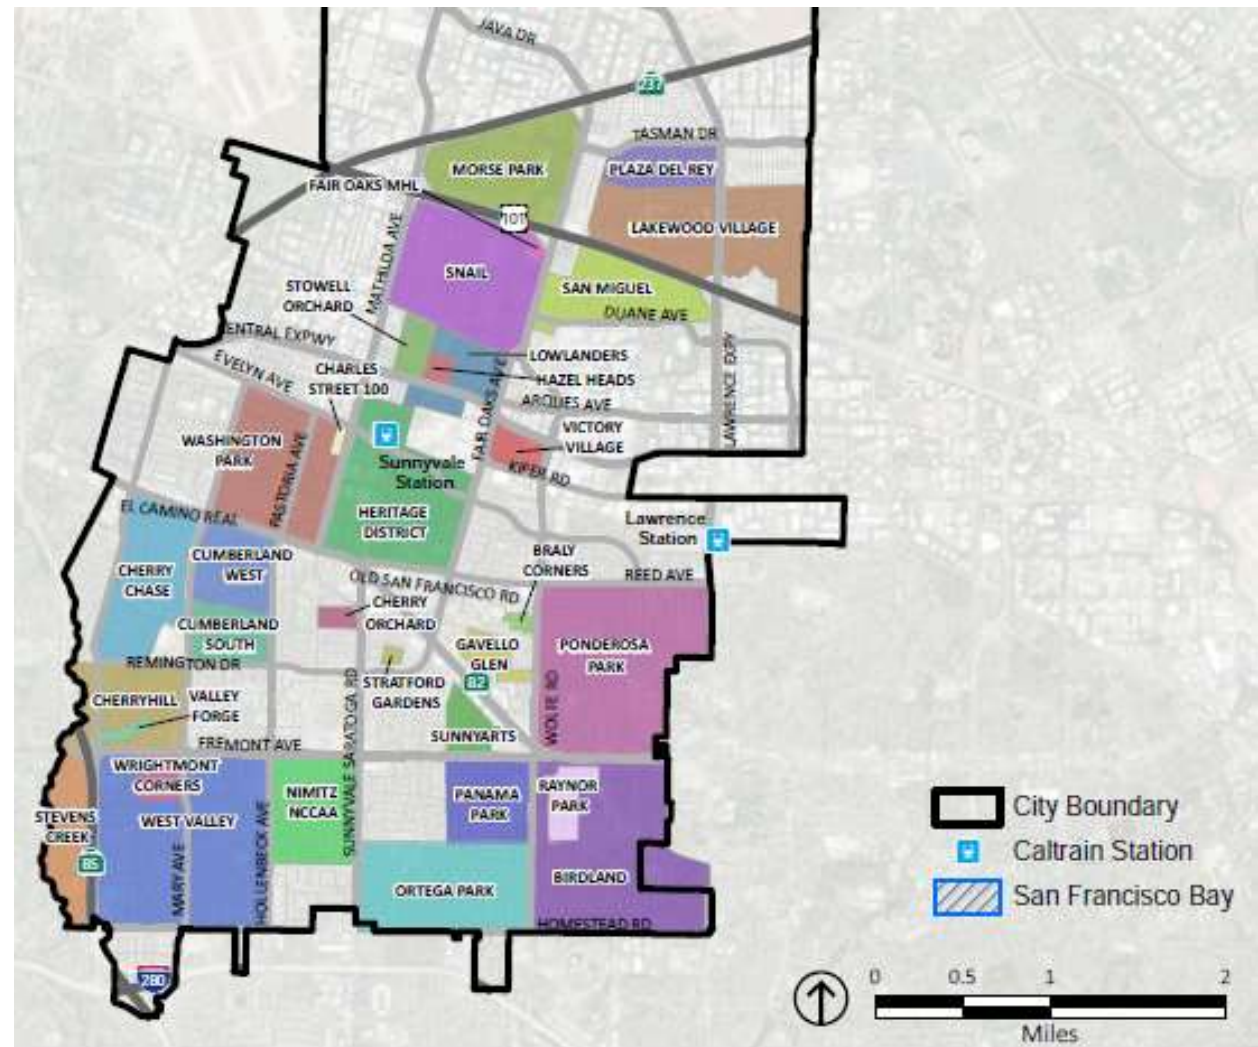 JAVA DR
237
TASMAN DR
MORSE PARK
PLAZA DEL REY
FAIR OAKS MHL
101
LAKEWOOD VILLAGE
MATHILDA AVE
SNAIL
STOWELL
ORCHARD
SAN MIGUEL
DUANE AVE
ENTRAL EXPWY
EVELYN AVE
CHARLES
STREET 100
LOWLANDERS
HAZEL HEADS
FAIR OAKS AVE
ARQUES AVE
LAWRENCE EXPY
VICTORY
VILLAGE
WASHINGTON
PARK
PASTORIA AVE
Sunnyvale
Station
KIFER RD
EL CAMINO REAL
HERITAGE
DISTRICT
Lawrence
Station
CUMBERLAND
WEST
BRALY
CORNERS
REED AVE
CHERRY
CHASE
OLD SAN FRANCISCO RD
CHERRY
ORCHARD
CUMBERLAND
SOUTH
GAVELLO
GLEN
PONDEROSA
PARK
REMINGTON DR
82
STRATFORD
GARDENS
CHERRYHILL
VALLEY
FORGE
SUNNYVALE SARATOGA RD
WOLFE RD
SUNNYARTS
FREMONT AVE
WRIGHTMONT
CORNERS
NIMITZ
NCCAA
PANAMA
PARK
RAYNOR
PARK
STEVENS
CREEK
WEST VALLEY
85
MARY AVE
HOLLENBECK AVE
ORTEGA PARK
BIRDLAND
HOMESTEAD RD
280
City Boundary
Caltrain Station
San Francisco Bay
0 0.5 1 2
Miles